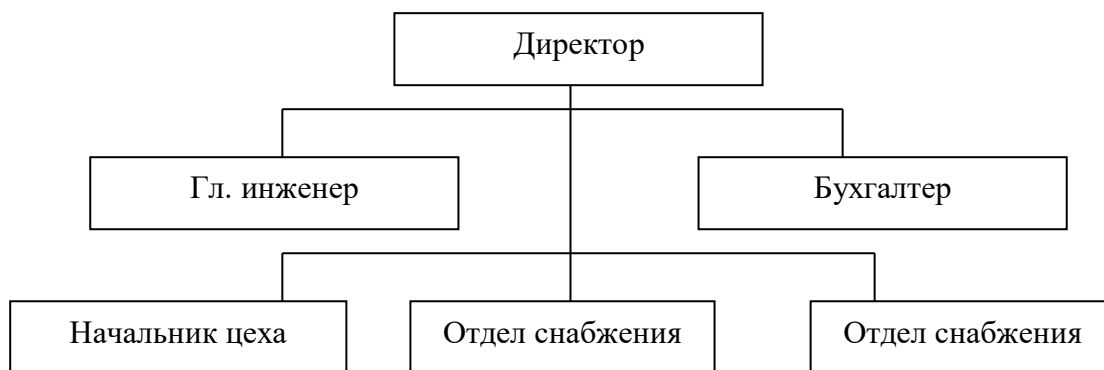 Директор
Гл. инженер
Бухгалтер
Начальник цеха
Отдел снабжения
Отдел снабжения